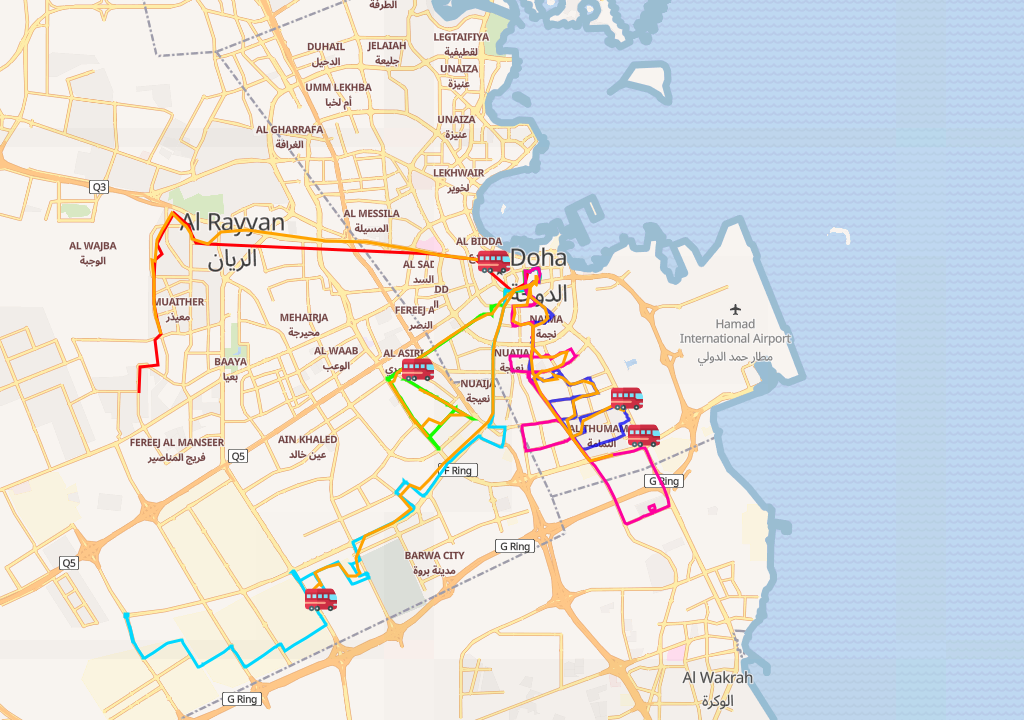 الطرفة
LEGTAIFIYA
لقطيفية
DUHAIL
الدحيل
JELAIAH
جليعة
UNAIZA
عنيزة
UMM LEKHBA
أم لخبا
UNAIZA
عنيزة
AL GHARRAFA
الغرافة
LEKHWAIR
لخوير
Q3
AL MESSILA
المسيلة
Al Rayyan
الريان
AL WAJBA
الوجبة
AL BIDDA
Doha
الدوحة
AL SAD
السد
DD
ال
MUAITHER
معيذر
MEHAIRJA
محيرجة
FEREEJ A
النصر
NAJMA
نجمة
Hamad
International Airport
مطار حمد الدولي
AL WAAB
الوعب
AL ASIRI
يري
NUAIJA
نعيجة
BAAYA
بعيا
NUAIJA
نعيجة
AL THUMAMA
الثمامة
FEREEJ AL MANSEER
فريج المناصير
AIN KHALED
عين خالد
Q5
F Ring
G Ring
G Ring
BARWA CITY
مدينة بروة
Q5
Al Wakrah
الوكرة
G Ring